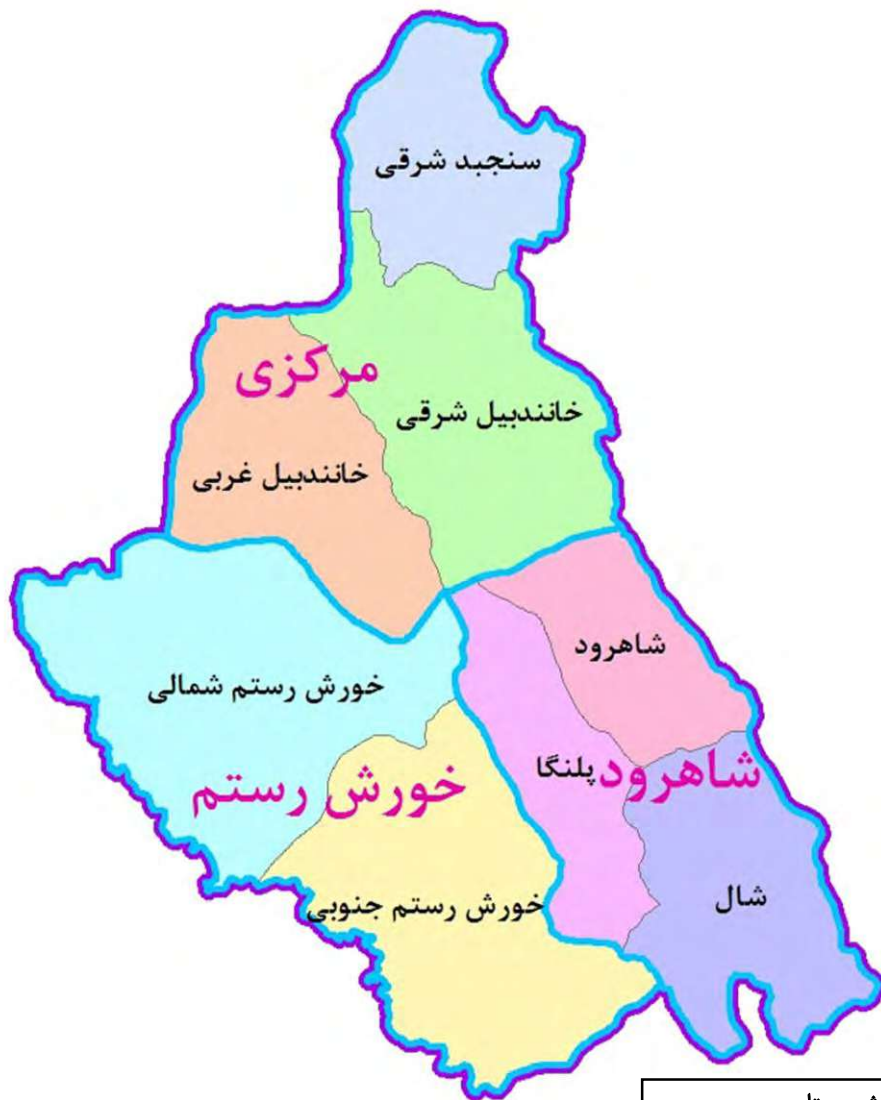 سنجبد شرقی
مرکزی
خانندبیل شرقی
خانندبیل غربی
شاهرود
خورش رستم شمالی
پلنگا
شاهرود
خورش رستم
شال
خورش رستم جنوبی